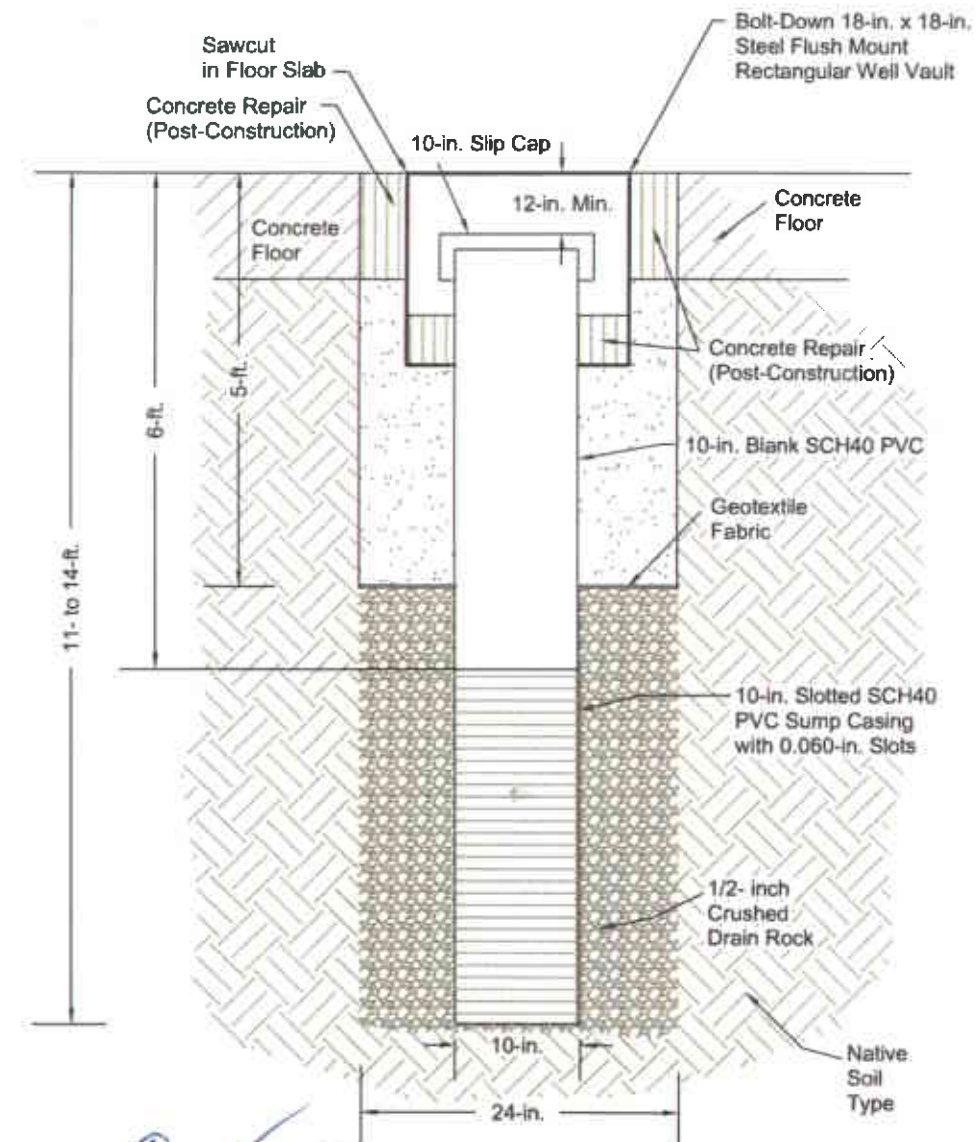 Bolt-Down 18-in. x 18-in.
Steel Flush Mount
Rectangular Well Vault
Sawcut
in Floor Slab
Concrete Repair
(Post-Construction)
10-in. Slip Cap
12-in. Min.
Concrete
Floor
Concrete
Floor
Concrete Repair
(Post-Construction)
5-ft.
6-ft.
10-in. Blank SCH40 PVC
Geotextile
Fabric
11- to 14-ft.
10-in. Slotted SCH40
PVC Sump Casing
with 0.060-in. Slots
1/2- inch
Crushed
Drain Rock
10-in.
Native
Soil
Type
24-in.